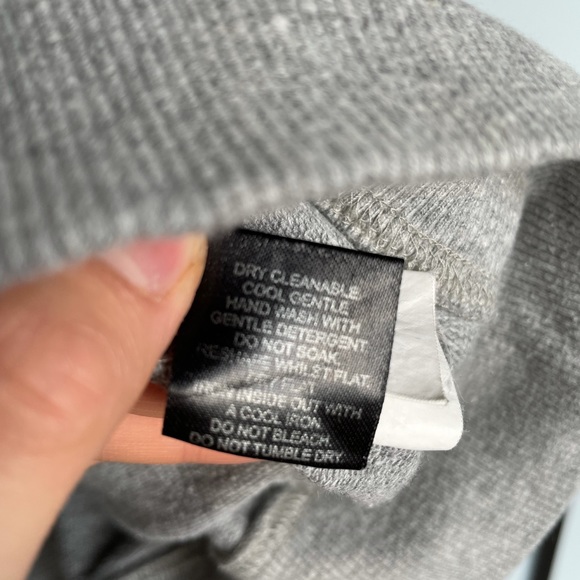 DRY CLEANABLE.
COOL GENTLE
HAND WASH WITH
GENTLE DETERGENT
DO NOT SOAK.
WHILST FLAT.
IRON INSIDE OUT WITH
A COOL IRON
DO NOT BLEACH.
DO NOT TUMBLE DRY